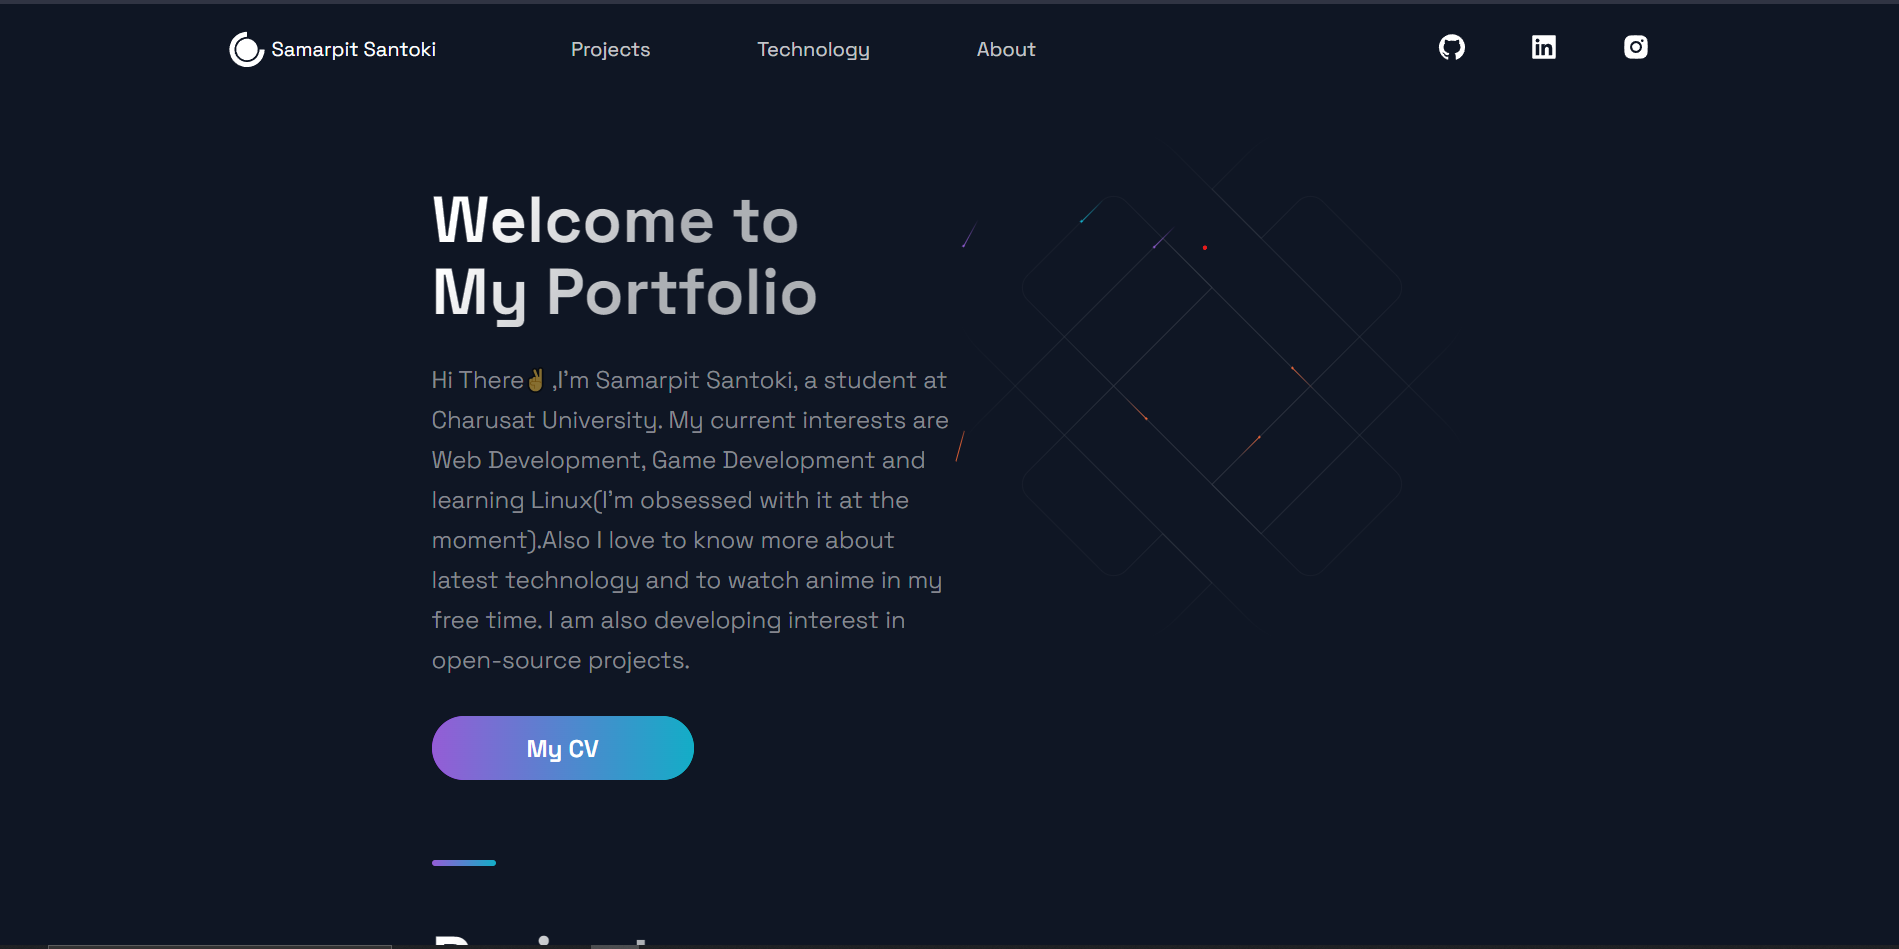 Samarpit Santoki
Projects
Technology
About
Welcome to
My Portfolio
Hi There✌🏾 ,I'm Samarpit Santoki, a student at
Charusat University. My current interests are
Web Development, Game Development and
learning Linux(I'm obsessed with it at the
moment).Also I love to know more about
latest technology and to watch anime in my
free time. I am also developing interest in
open-source projects.
My CV